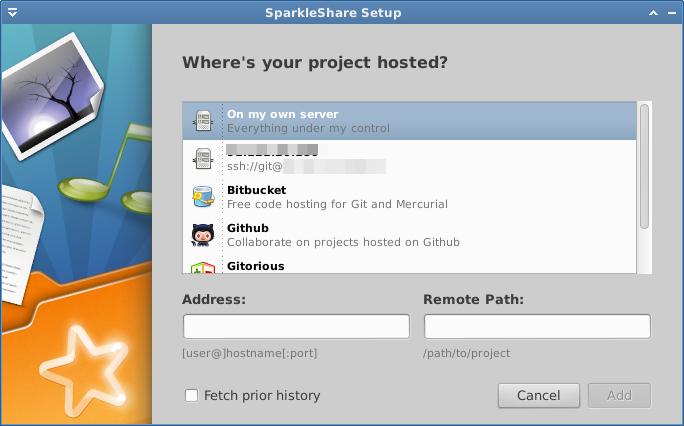 SparkleShare Setup
Where's your project hosted?
On my own server
Everything under my control
ssh://git@
Bitbucket
Free code hosting for Git and Mercurial
Github
Collaborate on projects hosted on Github
Gitorious
Address:
Remote Path:
[user@]hostname[:port]
/path/to/project
Fetch prior history
Cancel
Add